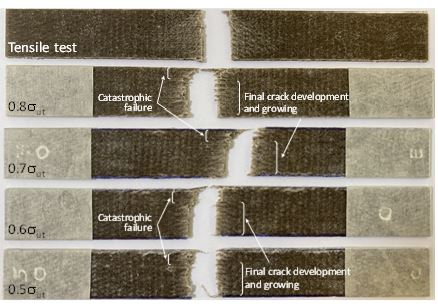 Tensile test
0.8σut
Catastrophic
failure
Final crack development
and growing
0.7σut
0.6σut
Catastrophic
failure
Final crack development
and growing
0.5σut